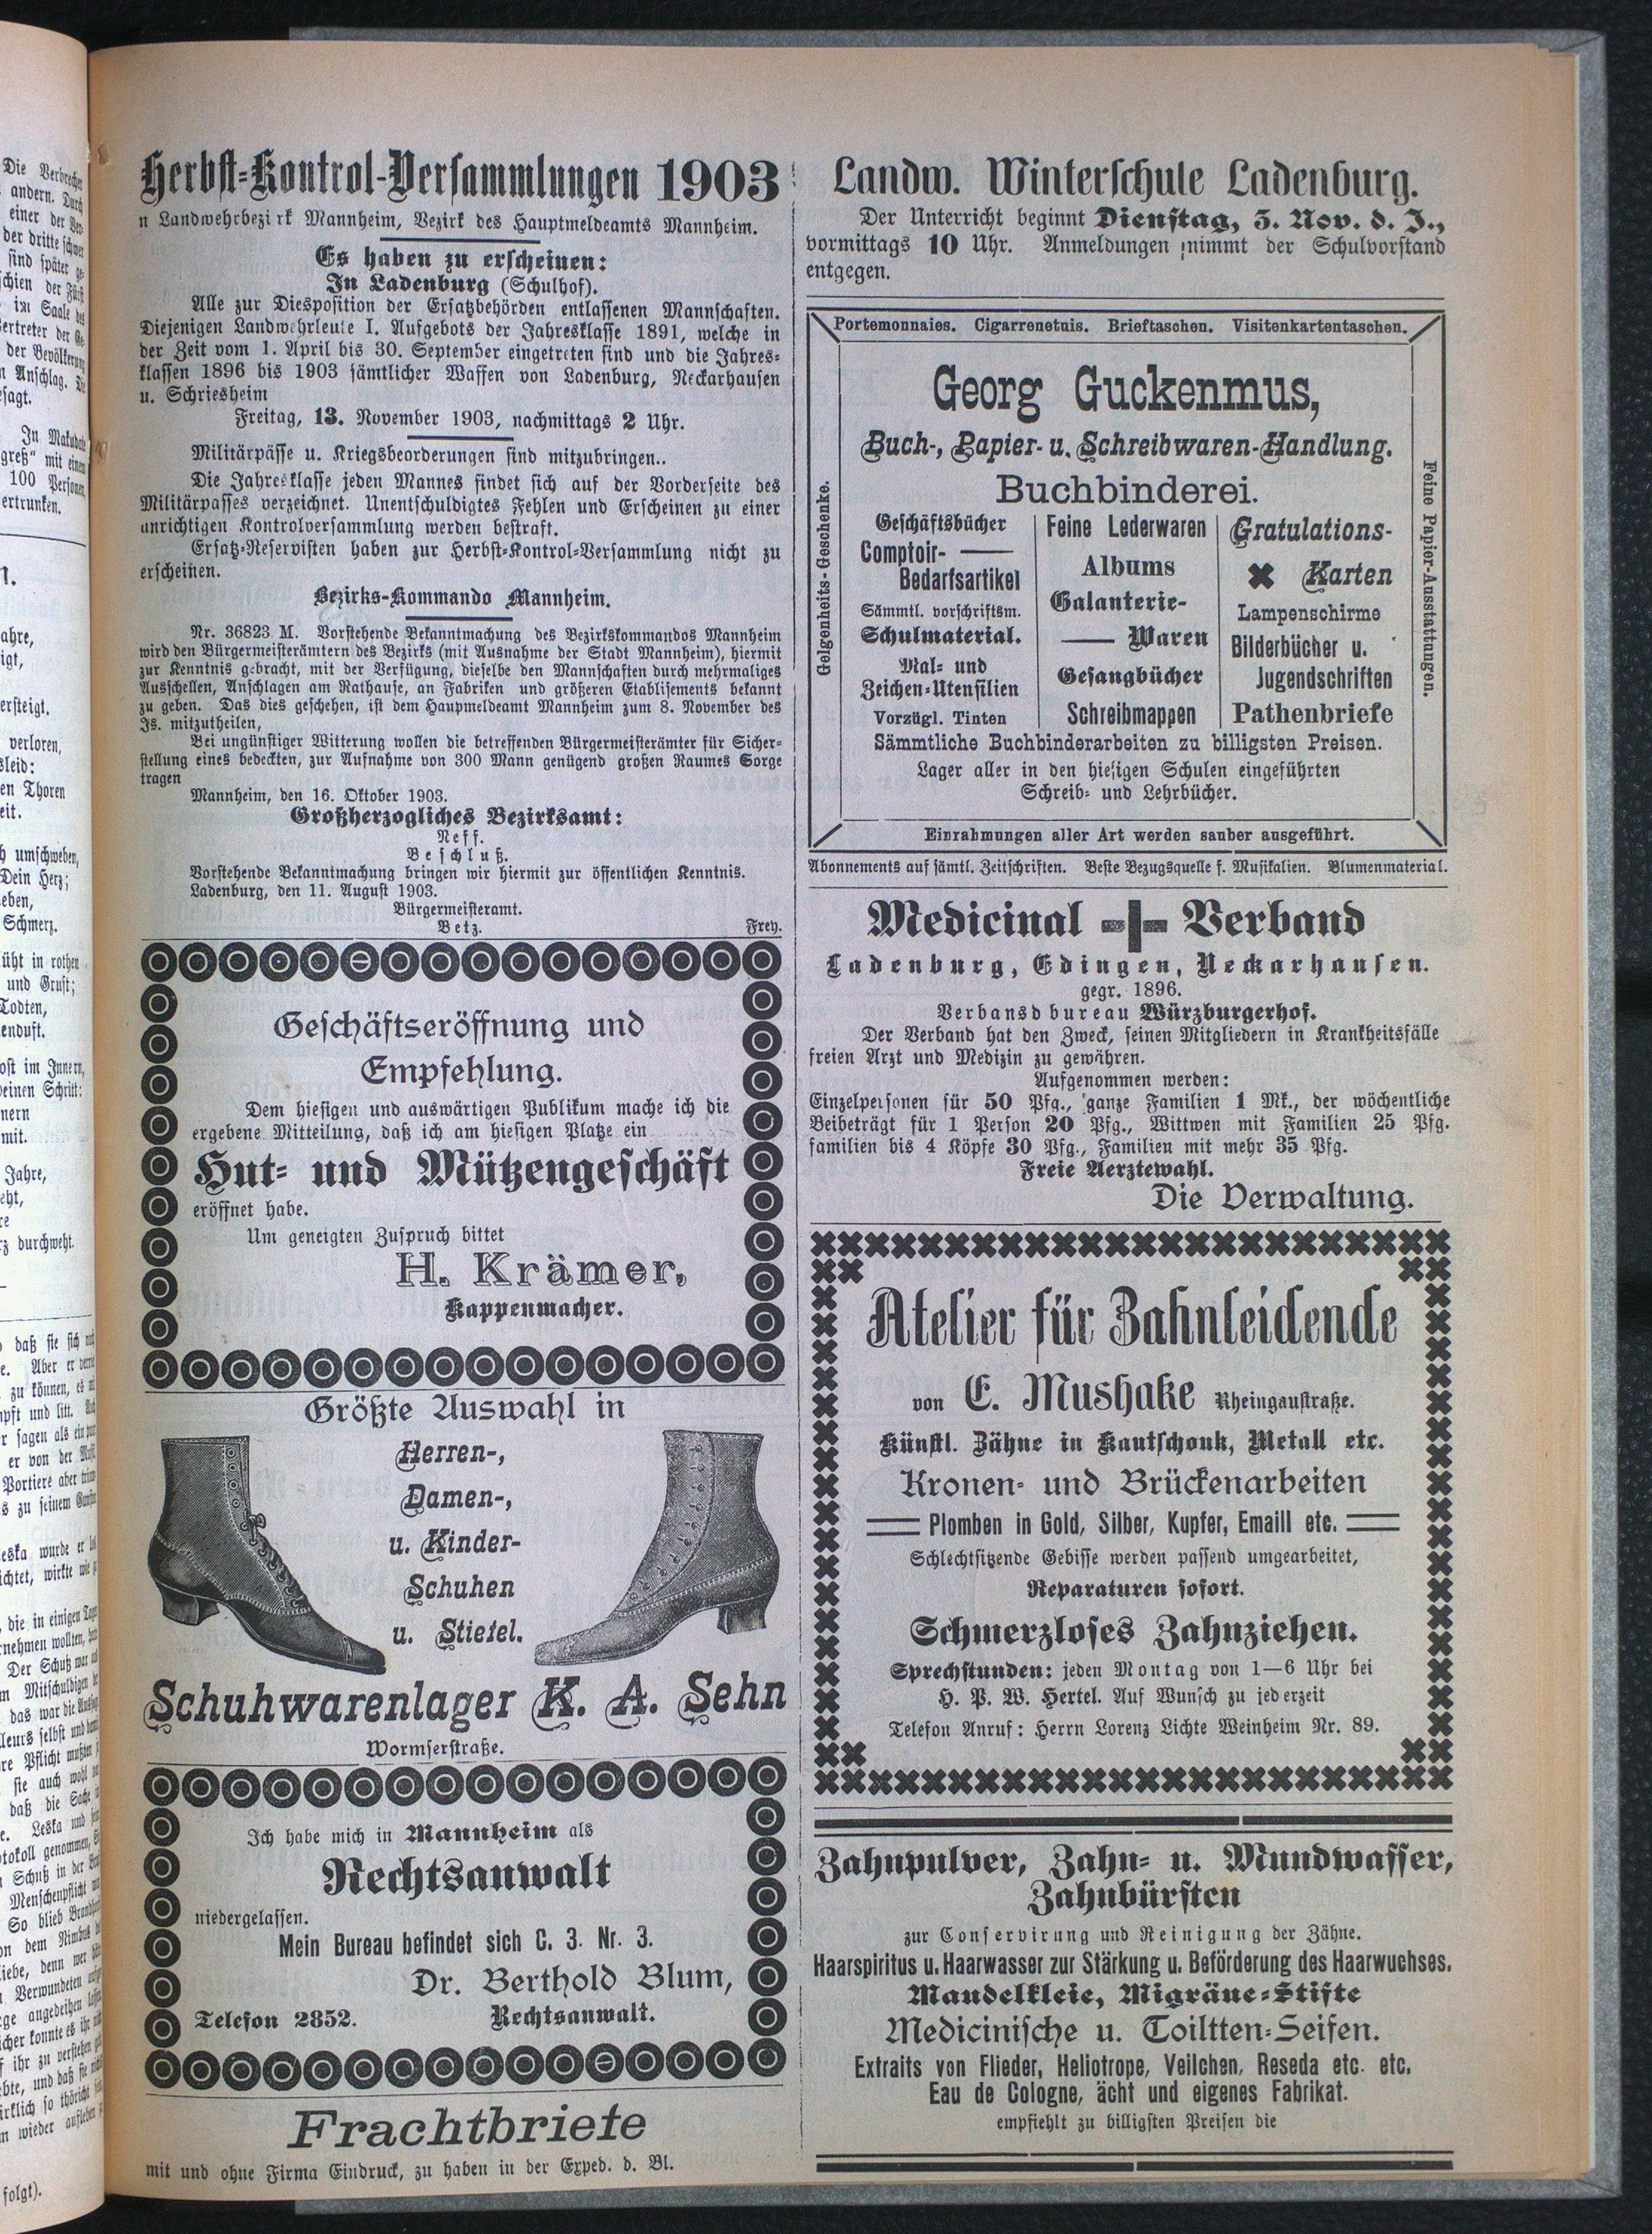 Herbst-Kontrol-Versammlungen 1903
n Landwehrbezirk Mannheim, Bezirk des Hauptmeldeamts Mannheim.
Es haben zu erscheinen:
In Ladenburg (Schulhof).
Alle zur Diesposition der Ersatzbehörden entlassenen Mannschaften.
Diejenigen Landwehrleute I. Aufgebots der Jahresklasse 1891, welche in
der Zeit vom 1. April bis 30. September eingetreten sind und die Jahres-
klassen 1896 bis 1903 sämtlicher Waffen von Ladenburg, Neckarhausen
u. Schriesheim
Freitag, 13. November 1903, nachmittags 2 Uhr.
Militärpässe u. Kriegsbeorderungen sind mitzubringen..
Die Jahresklasse jeden Mannes findet sich auf der Vorderseite des
Militärpasses verzeichnet. Unentschuldigtes Fehlen und Erscheinen zu einer
unrichtigen Kontrolversammlung werden bestraft.
Ersatz-Reservisten haben zur Herbst-Kontrol-Versammlung nicht zu
erscheinen.
Bezirks-Kommando Mannheim.
Nr. 36823 M. Vorstehende Bekanntmachung des Bezirkskommandos Mannheim
wird den Bürgermeisterämtern des Bezirks (mit Ausnahme der Stadt Mannheim), hiermit
zur Kenntnis gebracht, mit der Verfügung, dieselbe den Mannschaften durch mehrmaliges
Ausschellen, Anschlagen am Rathause, an Fabriken und größeren Etablisements bekannt
zu geben. Das dies geschehen, ist dem Haupmeldeamt Mannheim zum 8. November des
Js. mitzutheilen,
Bei ungünstiger Witterung wollen die betreffenden Bürgermeisterämter für Sicher-
stellung eines bedeckten, zur Aufnahme von 300 Mann genügend großen Raumes Sorge
tragen
Mannheim, den 16. Oktober 1903.
Großherzogliches Bezirksamt:
Neff.
Beschluß.
Vorstehende Bekanntmachung bringen wir hiermit zur öffentlichen Kenntnis.
Ladenburg, den 11. August 1903.
Bürgermeisteramt.
Betz. Frey.
Geschäftseröffnung und
Empfehlung.
Dem hiesigen und auswärtigen Publikum mache ich die
ergebene Mitteilung, daß ich am hiesigen Platze ein
Hut- und Mützengeschäft
eröffnet habe.
Um geneigten Zuspruch bittet
H. Krämer,
Kappenmacher.
Größte Auswahl in
Herren-,
Damen-,
u. Kinder-
Schuhen
u. Stiefel.
Schuhwarenlager K. A. Sehn
Wormserstraße.
Ich habe mich in Mannheim als
Rechtsanwalt
niedergelassen.
Mein Bureau befindet sich C. 3. Nr. 3.
Dr. Berthold Blum,
Telefon 2852. Rechtsanwalt.
Frachtbriefe
mit und ohne Firma Eindruck, zu haben in der Exped. d. Bl.
Landw. Winterschule Ladenburg.
Der Unterricht beginnt Dienstag, 3. Nov. d. J.,
vormittags 10 Uhr. Anmeldungen nimmt der Schulvorstand
entgegen.
Portemonnaies. Cigarrenetuis. Brieftaschen. Visitenkartentaschen.
Gelgenheits-Geschenke.
Georg Guckenmus,
Buch-, Papier- u. Schreibwaren-Handlung.
Buchbinderei.
Geschäftsbücher
Comptoir-
Bedarfsartikel
Sämmtl. vorschriftsm.
Schulmaterial.
Mal- und
Zeichen-Utensilien
Vorzügl. Tinten
Feine Lederwaren
Albums
Galanterie-
Waren
Gesangbücher
Schreibmappen
Gratulations-
Karten
Lampenschirme
Bilderbücher u.
Jugendschriften
Pathenbriefe
Sämmtliche Buchbinderarbeiten zu billigsten Preisen.
Lager aller in den hiesigen Schulen eingeführten
Schreib- und Lehrbücher.
Feine Papier-Ausstattungen.
Einrahmungen aller Art werden sauber ausgeführt.
Abonnements auf sämtl. Zeitschriften. Beste Bezugsquelle f. Musikalien. Blumenmaterial.
Medicinal Verband
Ladenburg, Edingen, Neckarhausen.
gegr. 1896.
Verbansdbureau Würzburgerhof.
Der Verband hat den Zweck, seinen Mitgliedern in Krankheitsfälle
freien Arzt und Medizin zu gewähren.
Aufgenommen werden:
Einzelpersonen für 50 Pfg., ganze Familien 1 Mk., der wöchentliche
Beibeträgt für 1 Person 20 Pfg., Wittwen mit Familien 25 Pfg.
familien bis 4 Köpfe 30 Pfg., Familien mit mehr 35 Pfg.
Freie Aerztewahl.
Die Verwaltung.
Atelier für Zahnleidende
von E. Mushake Rheingaustraße.
Künstl. Zähne in Kautschouk, Metall etc.
Kronen- und Brückenarbeiten
Plomben in Gold, Silber, Kupfer, Emaill etc.
Schlechtsitzende Gebisse werden passend umgearbeitet,
Reparaturen sofort.
Schmerzloses Zahnziehen.
Sprechstunden: jeden Montag von 1—6 Uhr bei
H. P. W. Hertel. Auf Wunsch zu jederzeit
Telefon Anruf: Herrn Lorenz Lichte Weinheim Nr. 89.
Zahnpulver, Zahn- u. Mundwasser,
Zahnbürsten
zur Conservirung und Reinigung der Zähne.
Haarspiritus u. Haarwasser zur Stärkung u. Beförderung des Haarwuchses.
Mandelkleie, Migräne-Stifte
Medicinische u. Toiltten-Seifen.
Extraits von Flieder, Heliotrope, Veilchen, Reseda etc. etc.
Eau de Cologne, ächt und eigenes Fabrikat.
empfiehlt zu billigsten Preisen die